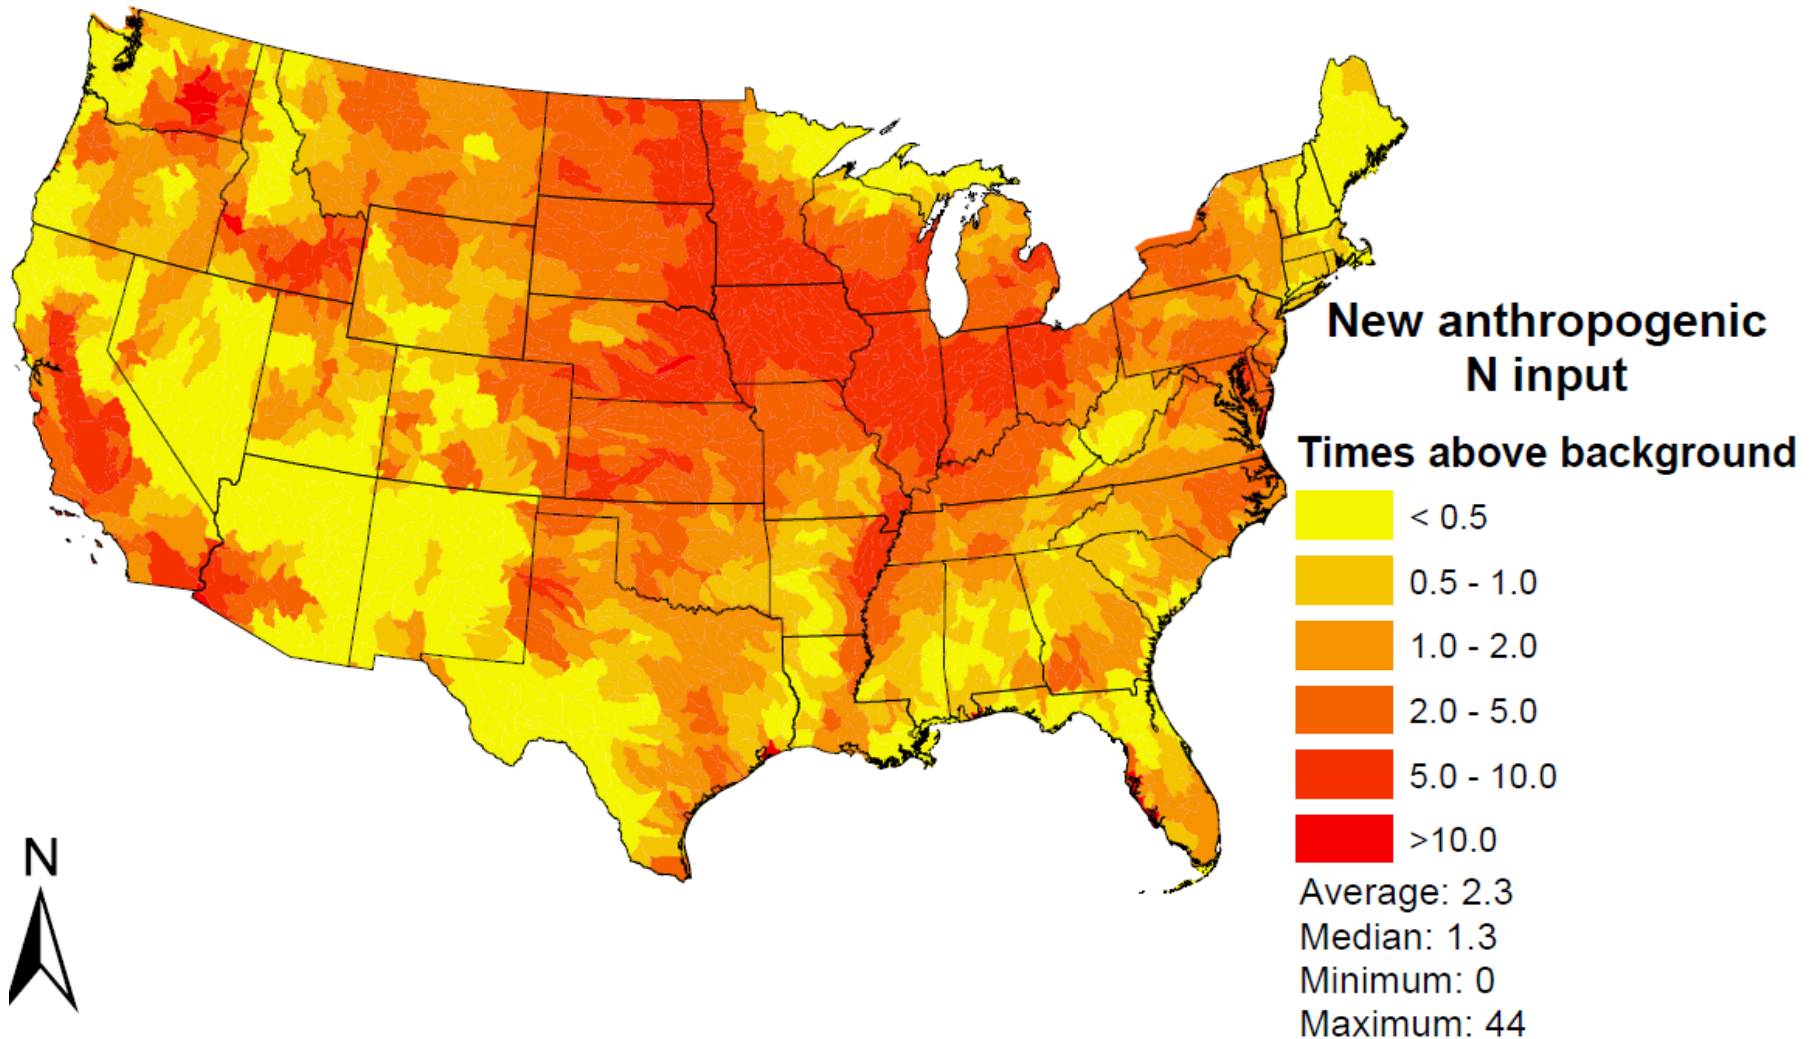 New anthropogenic
N input
Times above background
< 0.5
0.5 - 1.0
1.0 - 2.0
2.0 - 5.0
5.0 - 10.0
>10.0
Average: 2.3
Median: 1.3
Minimum: 0
Maximum: 44
N